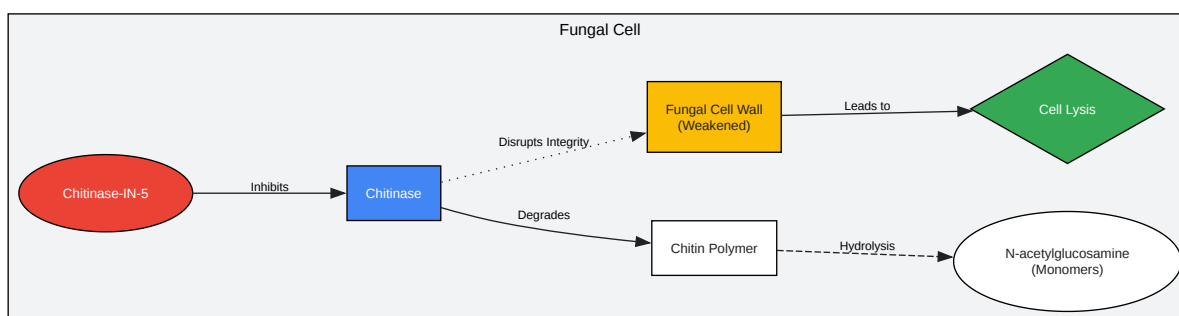 Fungal Cell
Chitinase-IN-5
Inhibits
Chitinase
Disrupts Integrity
Fungal Cell Wall
(Weakened)
Leads to
Cell Lysis
Degrades
Chitin Polymer
Hydrolysis
N-acetylglucosamine
(Monomers)